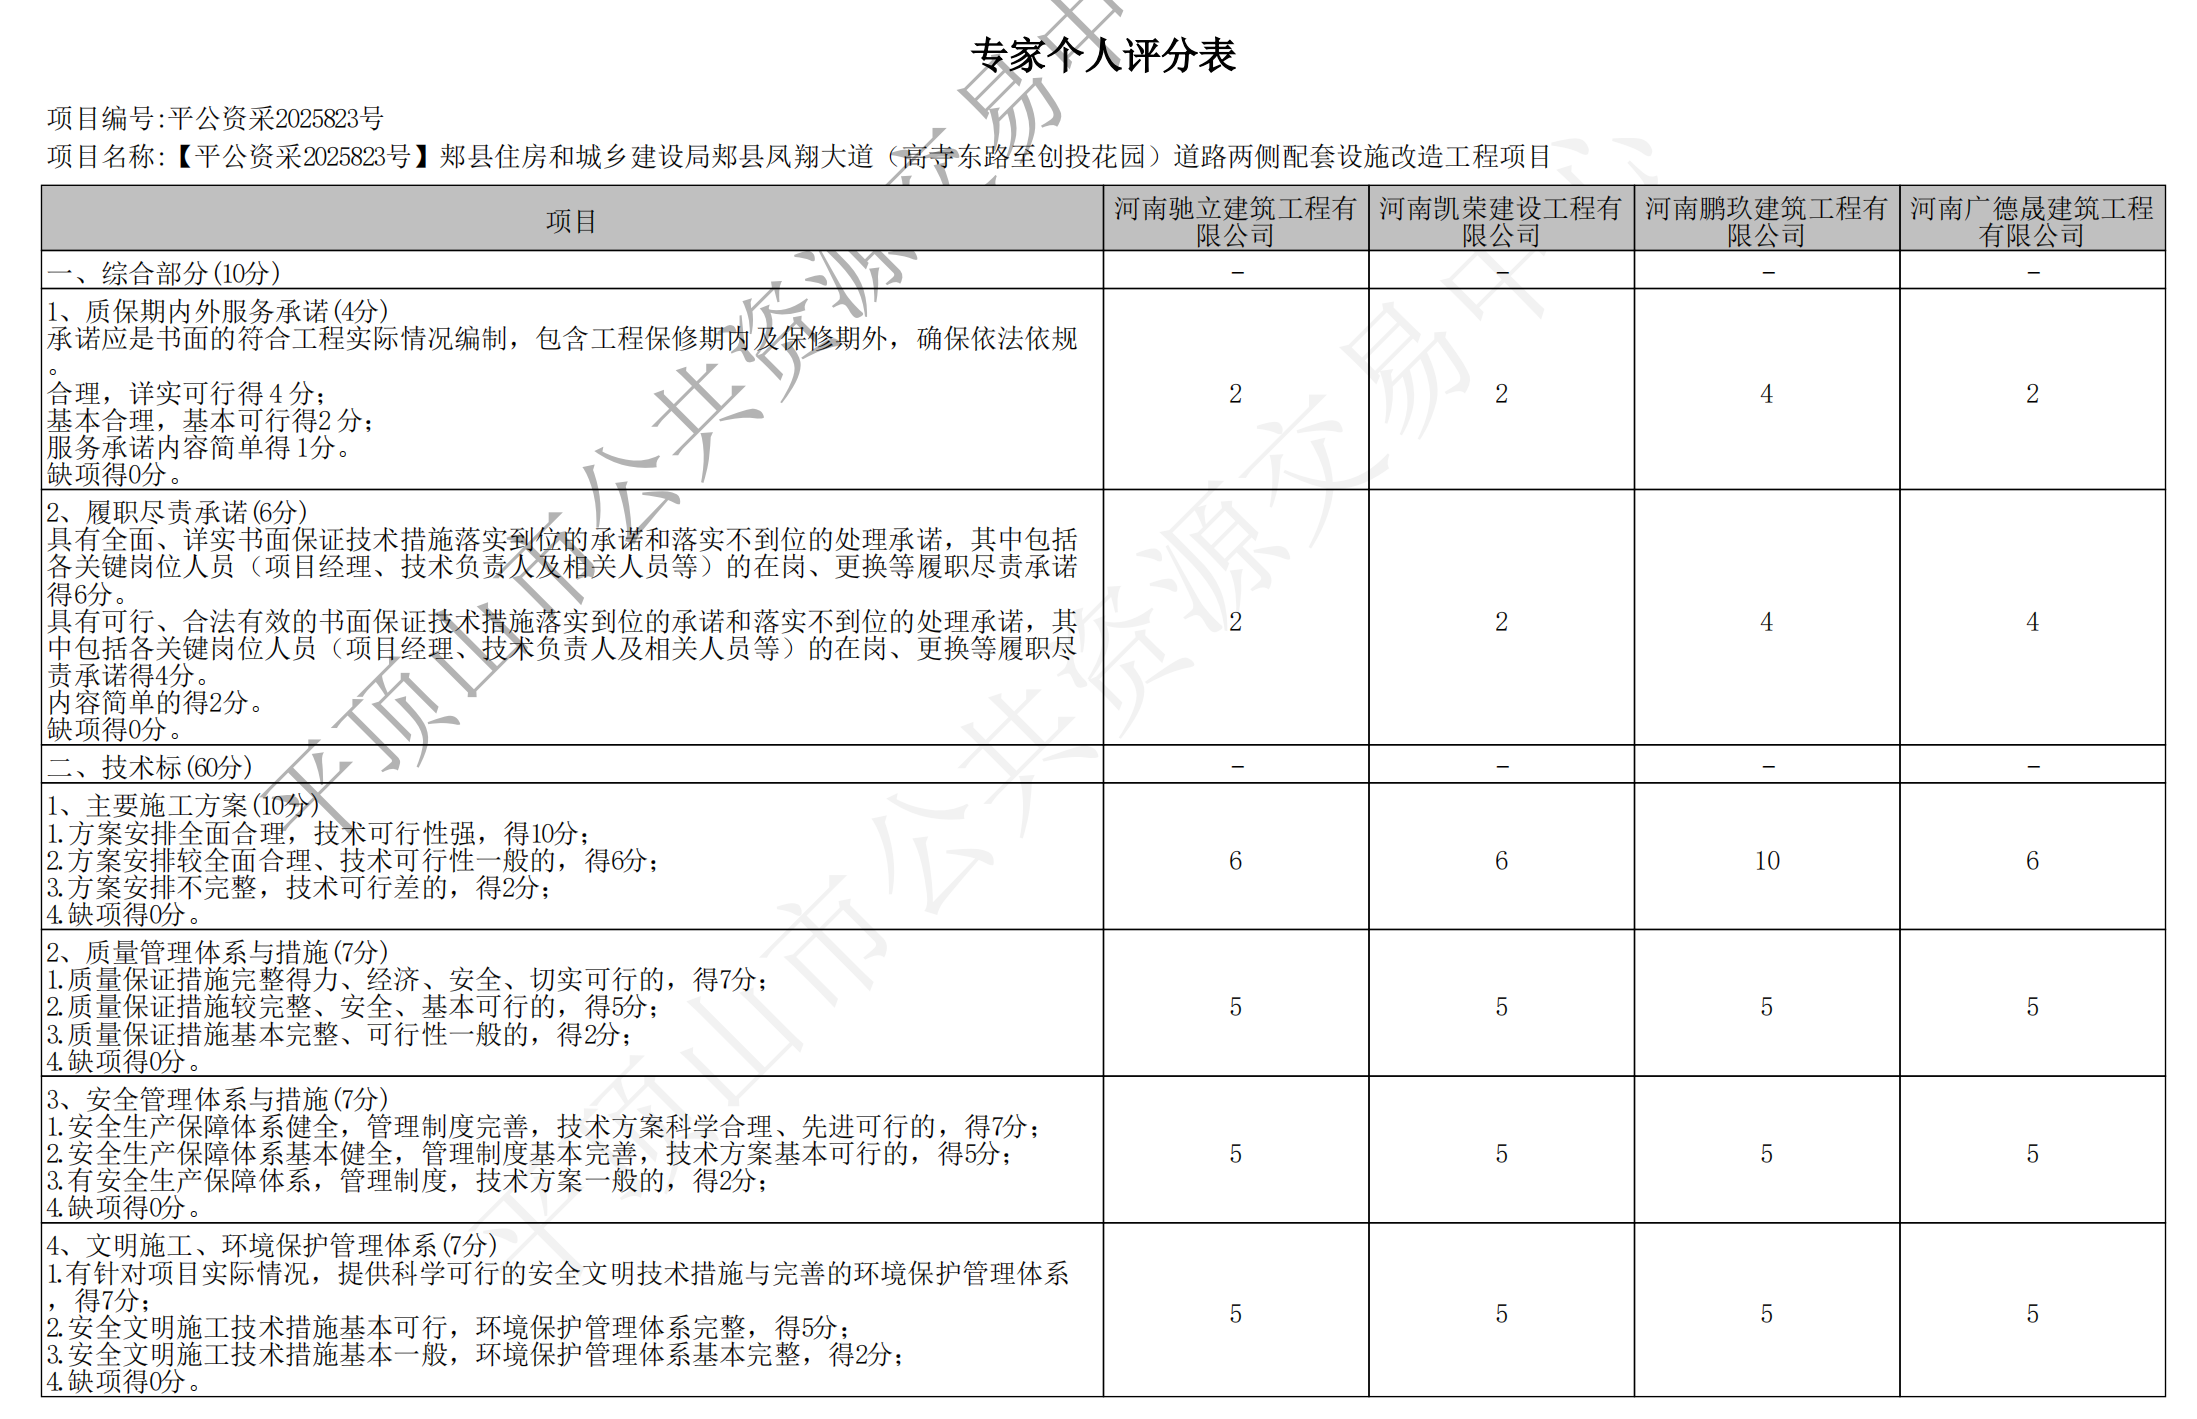 专家个人评分表
项目编号:平公资采2025823号
项目名称:【平公资采2025823号】郏县住房和城乡建设局郏县凤翔大道（高寺东路至创投花园）道路两侧配套设施改造工程项目
项目
河南驰立建筑工程有
限公司
河南凯荣建设工程有
限公司
河南鹏玖建筑工程有
限公司
河南广德晟建筑工程
有限公司
一、综合部分(10分)
-
-
-
-
1、质保期内外服务承诺(4分)
承诺应是书面的符合工程实际情况编制，包含工程保修期内及保修期外，确保依法依规
。
合理，详实可行得 4 分；
基本合理，基本可行得2 分；
服务承诺内容简单得 1分。
缺项得0分。
2
2
4
2
2、履职尽责承诺(6分)
具有全面、详实书面保证技术措施落实到位的承诺和落实不到位的处理承诺，其中包括
各关键岗位人员（项目经理、技术负责人及相关人员等）的在岗、更换等履职尽责承诺
得6分。
具有可行、合法有效的书面保证技术措施落实到位的承诺和落实不到位的处理承诺，其
中包括各关键岗位人员（项目经理、技术负责人及相关人员等）的在岗、更换等履职尽
责承诺得4分。
内容简单的得2分。
缺项得0分。
2
2
4
4
二、技术标(60分)
-
-
-
-
1、主要施工方案(10分)
1.方案安排全面合理，技术可行性强，得10分；
2.方案安排较全面合理、技术可行性一般的，得6分；
3.方案安排不完整，技术可行差的，得2分；
4.缺项得0分。
6
6
10
6
2、质量管理体系与措施(7分)
1.质量保证措施完整得力、经济、安全、切实可行的，得7分；
2.质量保证措施较完整、安全、基本可行的，得5分；
3.质量保证措施基本完整、可行性一般的，得2分；
4.缺项得0分。
5
5
5
5
3、安全管理体系与措施(7分)
1.安全生产保障体系健全，管理制度完善，技术方案科学合理、先进可行的，得7分；
2.安全生产保障体系基本健全，管理制度基本完善，技术方案基本可行的，得5分；
3.有安全生产保障体系，管理制度，技术方案一般的，得2分；
4.缺项得0分。
5
5
5
5
4、文明施工、环境保护管理体系(7分)
1.有针对项目实际情况，提供科学可行的安全文明技术措施与完善的环境保护管理体系
，得7分；
2.安全文明施工技术措施基本可行，环境保护管理体系完整，得5分；
3.安全文明施工技术措施基本一般，环境保护管理体系基本完整，得2分；
4.缺项得0分。
5
5
5
5
平顶山市公共资源交易中
平顶山市公共资源交易中心